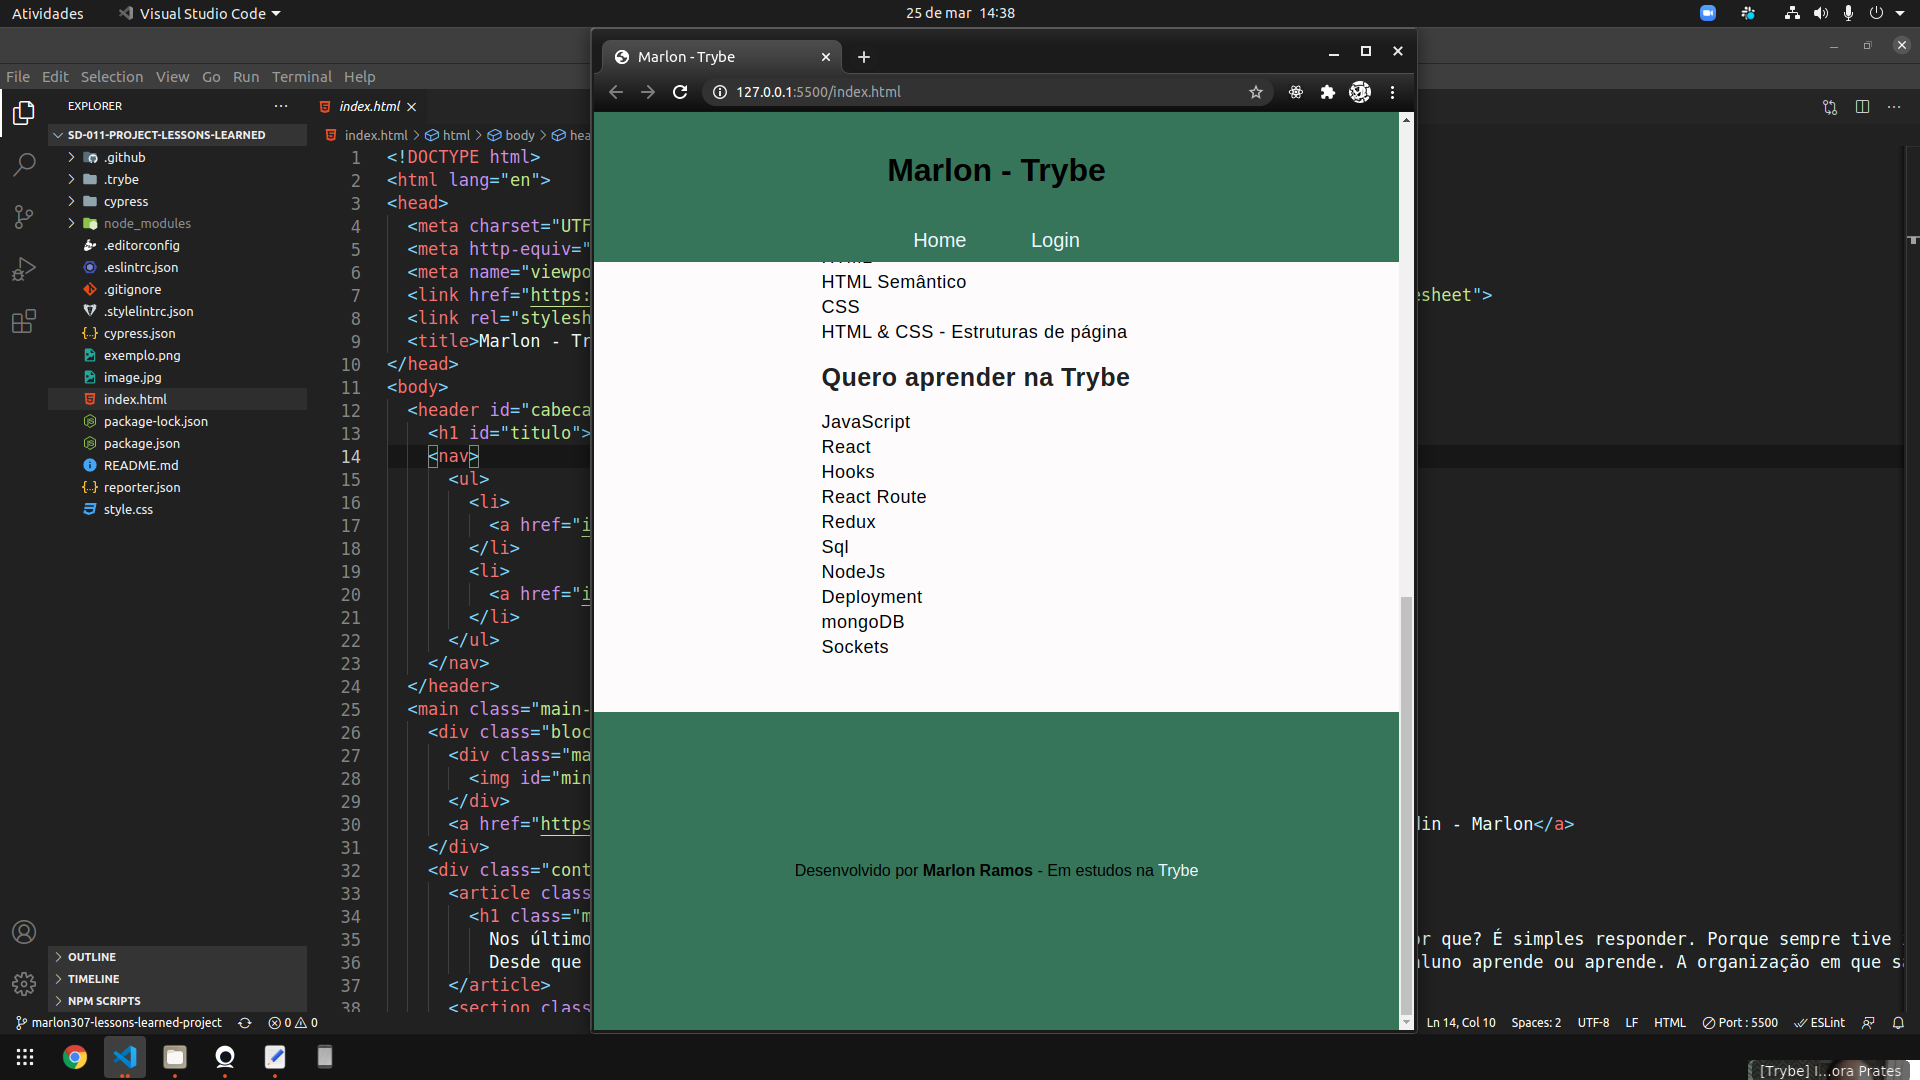 Atividades
Visual Studio Code
25 de mar 14:38
File Edit Selection View Go Run Terminal Help
EXPLORER
SD-011-PROJECT-LESSONS-LEARNED
.github
.trybe
cypress
node_modules
.editorconfig
.eslintrc.json
.gitignore
.stylelintrc.json
cypress.json
exemplo.png
image.jpg
index.html
package-lock.json
package.json
README.md
reporter.json
style.css
OUTLINE
TIMELINE
NPM SCRIPTS
index.html
index.html > html > body > hea
1 <!DOCTYPE html>
2 <html lang="en">
3 <head>
4 <meta charset="UTF
5 <meta http-equiv="
6 <meta name="viewpo
7 <link href="https: sheet">
8 <link rel="stylesh
9 <title>Marlon - Tr
10 </head>
11 <body>
12 <header id="cabeca
13 <h1 id="titulo">
14 <nav>
15 <ul>
16 <li>
17 <a href="i
18 </li>
19 <li>
20 <a href="i
21 </li>
22 </ul>
23 </nav>
24 </header>
25 <main class="main-
26 <div class="bloc
27 <div class="ma
28 <img id="min
29 </div>
30 <a href="https din - Marlon</a>
31 </div>
32 <div class="cont
33 <article class
34 <h1 class="m
35 Nos último or que? É simples responder. Porque sempre tive
36 Desde que luno aprende ou aprende. A organização em que s
37 </article>
38 <section class
Marlon - Trybe
127.0.0.1:5500/index.html
Marlon - Trybe
Home Login
HTML Semântico
CSS
HTML & CSS - Estruturas de página
Quero aprender na Trybe
JavaScript
React
Hooks
React Route
Redux
Sql
NodeJs
Deployment
mongoDB
Sockets
Desenvolvido por Marlon Ramos - Em estudos na Trybe
marlon307-lessons-learned-project 0 0
Ln 14, Col 10 Spaces: 2 UTF-8 LF HTML Port : 5500 ESLint
[Trybe] I...ora Prates